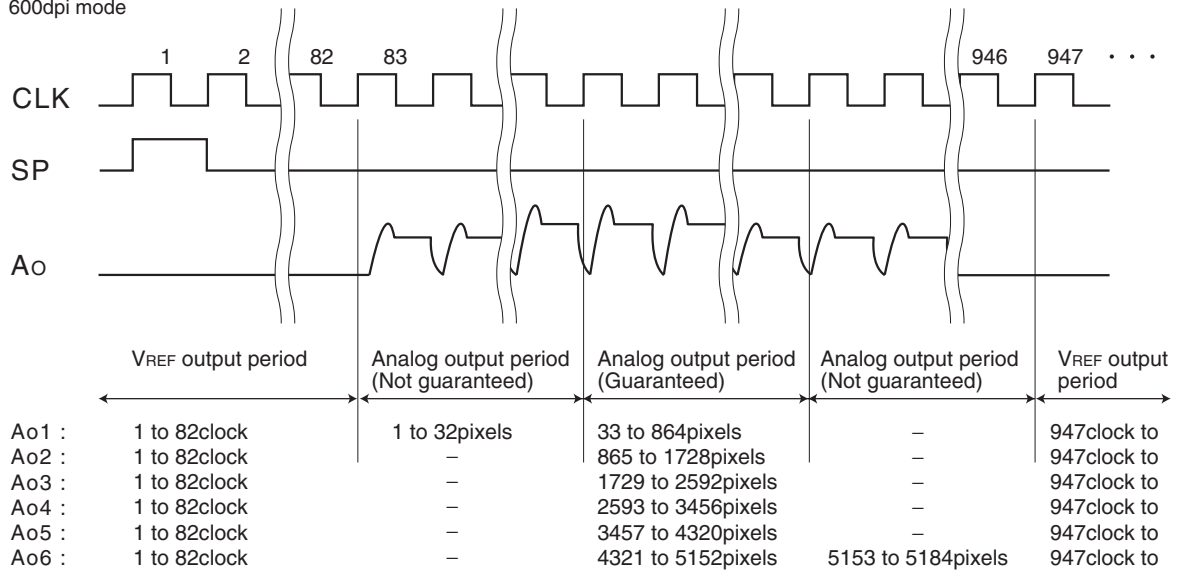 600dpi mode
1 2 82 83 946 947 · · ·
CLK
SP
Ao
VREF output period Analog output period Analog output period Analog output period VREF output
(Not guaranteed) (Guaranteed) (Not guaranteed) period
Ao1 : 1 to 82clock 1 to 32pixels 33 to 864pixels – 947clock to
Ao2 : 1 to 82clock – 865 to 1728pixels – 947clock to
Ao3 : 1 to 82clock – 1729 to 2592pixels – 947clock to
Ao4 : 1 to 82clock – 2593 to 3456pixels – 947clock to
Ao5 : 1 to 82clock – 3457 to 4320pixels – 947clock to
Ao6 : 1 to 82clock – 4321 to 5152pixels 5153 to 5184pixels 947clock to